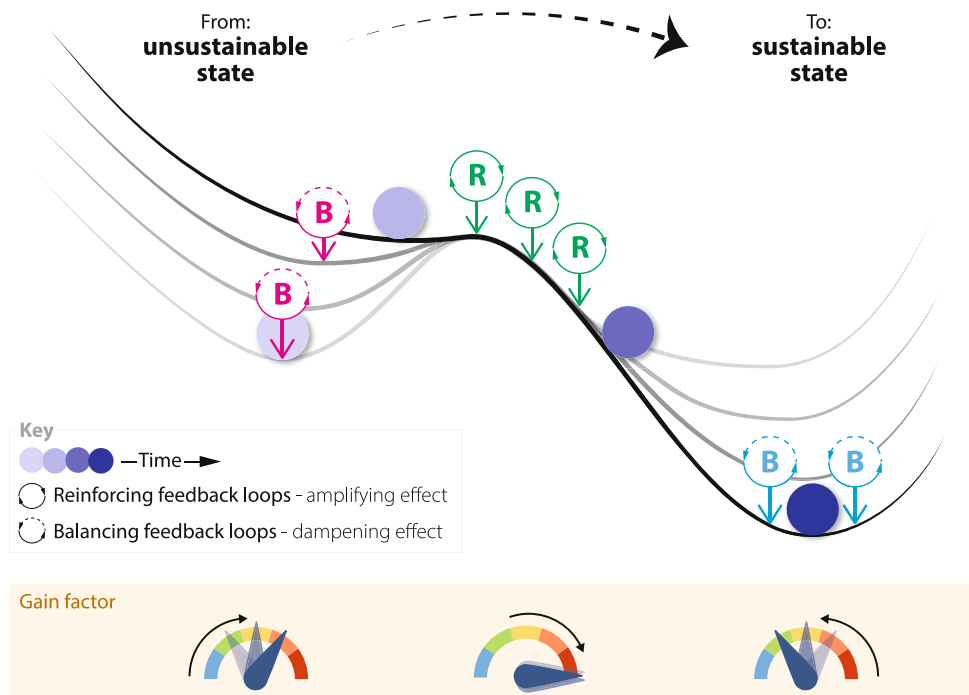 From:
unsustainable
state
To:
sustainable
state
R
R
R
B
B
B
B
Key
Time
Reinforcing feedback loops - amplifying effect
Balancing feedback loops - dampening effect
Gain factor